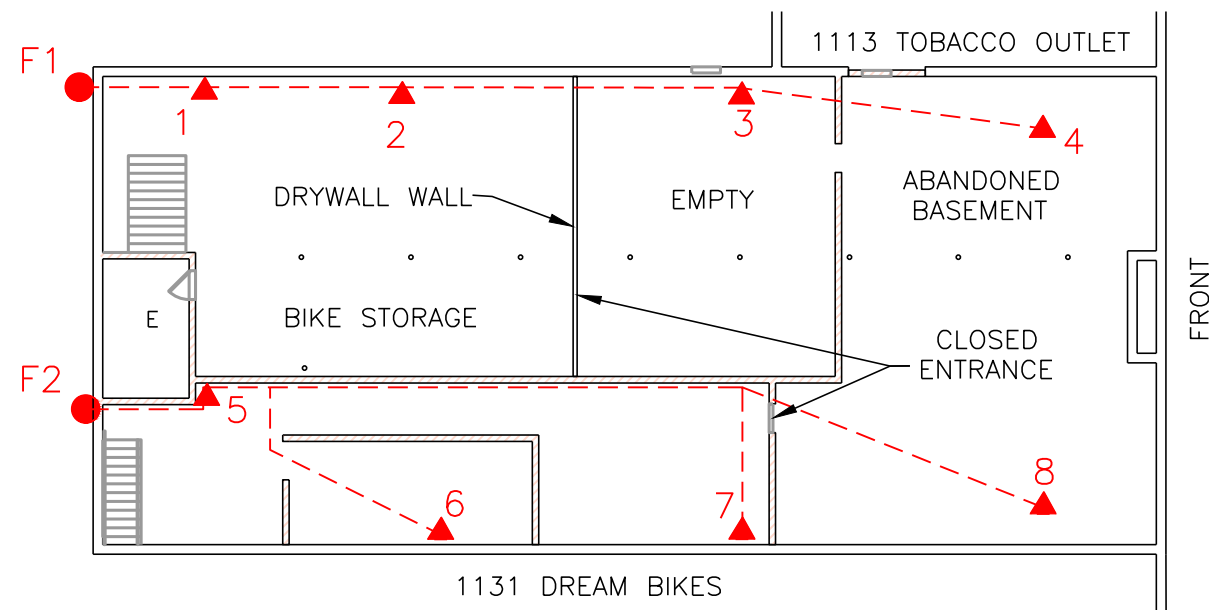 1113 TOBACCO OUTLET
F1
1
2
3
4
DRYWALL WALL
EMPTY
ABANDONED
BASEMENT
FRONT
E
BIKE STORAGE
CLOSED
ENTRANCE
F2
5
6
7
8
1131 DREAM BIKES